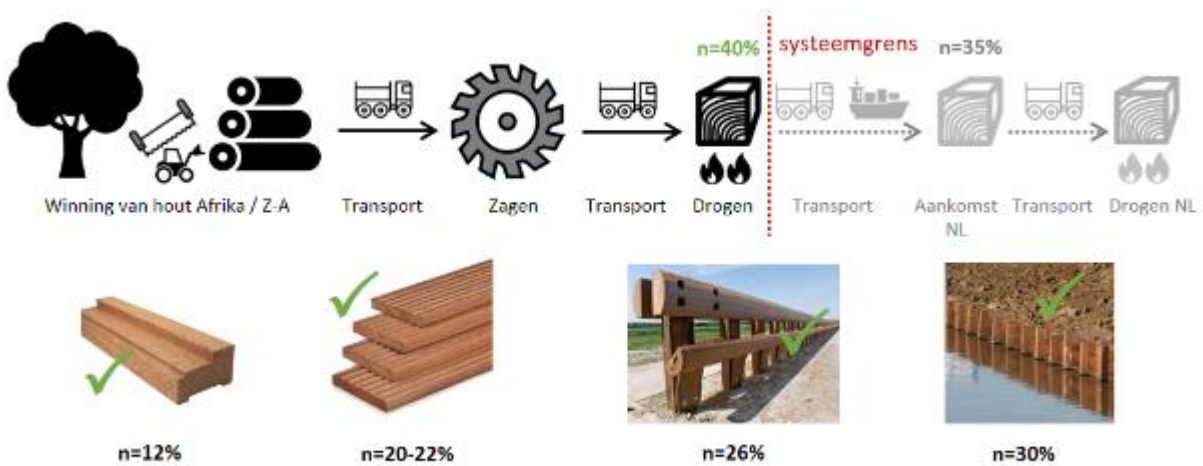 n=40%
systeemgrens
n=35%
Winning van hout Afrika / Z-A
Transport
Zagen
Transport
Drogen
Transport
Aankomst
NL
Transport
Drogen NL
n=12%
n=20-22%
n=26%
n=30%